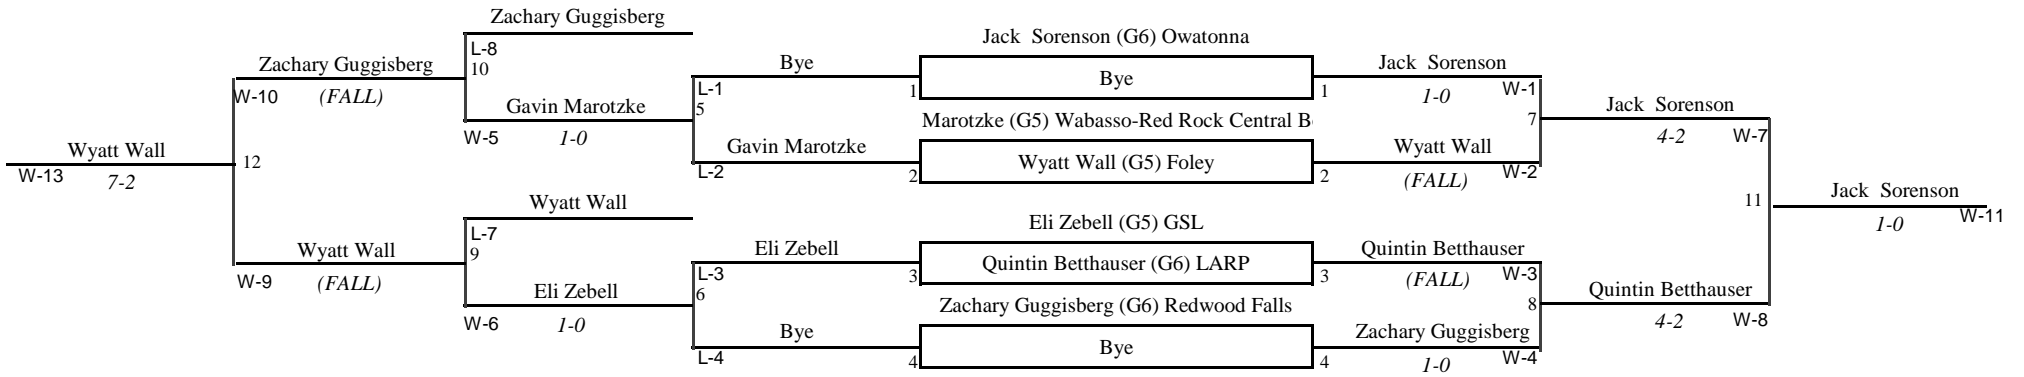 Zachary Guggisberg
L-8
10
Zachary Guggisberg
W-10
(FALL)
Gavin Marotzke
W-5
1-0
Wyatt Wall
W-13
7-2
12
Wyatt Wall
L-7
9
Wyatt Wall
W-9
(FALL)
Eli Zebell
W-6
1-0
Bye
L-1
5
1
Gavin Marotzke
L-2
2
Eli Zebell
L-3
6
3
Bye
L-4
4
Jack Sorenson (G6) Owatonna
Bye
Marotzke (G5) Wabasso-Red Rock Central B
Wyatt Wall (G5) Foley
Eli Zebell (G5) GSL
Quintin Betthauser (G6) LARP
Zachary Guggisberg (G6) Redwood Falls
Bye
Jack Sorenson
1
1-0
W-1
7
Wyatt Wall
2
(FALL)
W-2
Quintin Betthauser
3
(FALL)
W-3
8
Zachary Guggisberg
4
1-0
W-4
Jack Sorenson
4-2
W-7
11
Quintin Betthauser
4-2
W-8
Jack Sorenson
1-0
W-11